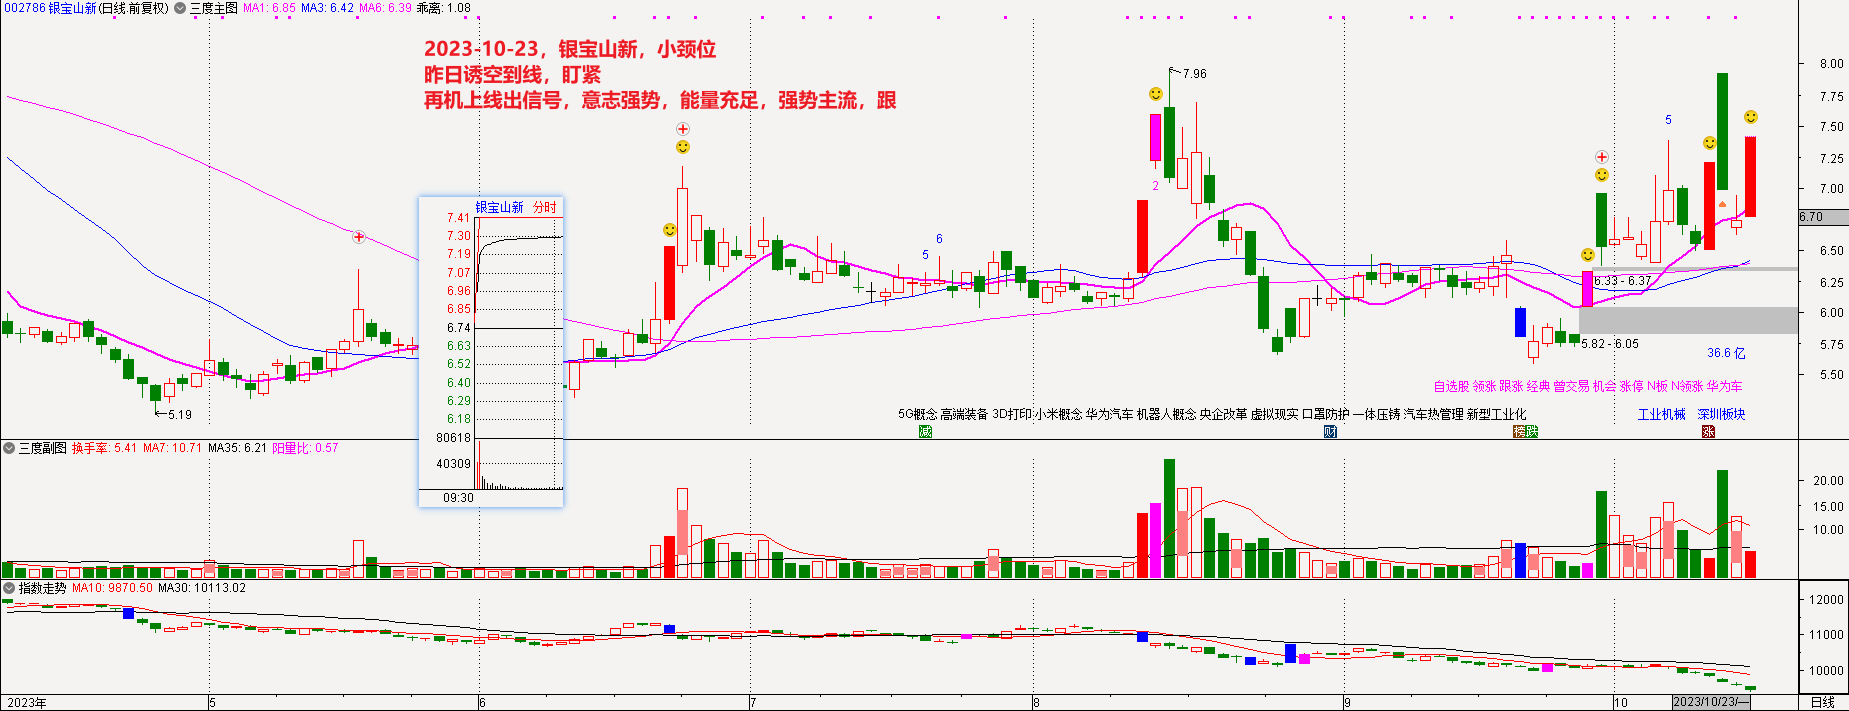 002786 银宝山新(日线.前复权) 三度主图 MA1: 6.85 MA3: 6.42 MA6: 6.39 乖离: 1.08
2023-10-23，银宝山新，小颈位
昨日诱空到线，盯紧
再机上线出信号，意志强势，能量充足，强势主流，跟
7.96
5.19
2
5
6
5
6.33 - 6.37
5.82 - 6.05
36.6 亿
8.00
7.75
7.50
7.25
7.00
6.70
6.50
6.25
6.00
5.75
5.50
银宝山新 分时
7.41
7.30
7.19
7.07
6.96
6.85
6.74
6.63
6.52
6.40
6.29
6.18
80618
40309
09:30
自选股 领涨 跟涨 经典 曾交易 机会 涨停 N板 N领涨 华为车
5G概念 高端装备 3D打印 小米概念 华为汽车 机器人概念 央企改革 虚拟现实 口罩防护 一体压铸 汽车热管理 新型工业化 工业机械 深圳板块
减 财 榜 跌 涨
三度副图 换手率: 5.41 MA7: 10.71 MA35: 6.21 阳量比: 0.57
20.00
15.00
10.00
指数走势 MA10: 9870.50 MA30: 10113.02
12000
11000
10000
2023年 5 6 7 8 9 10 2023/10/23/一 日线